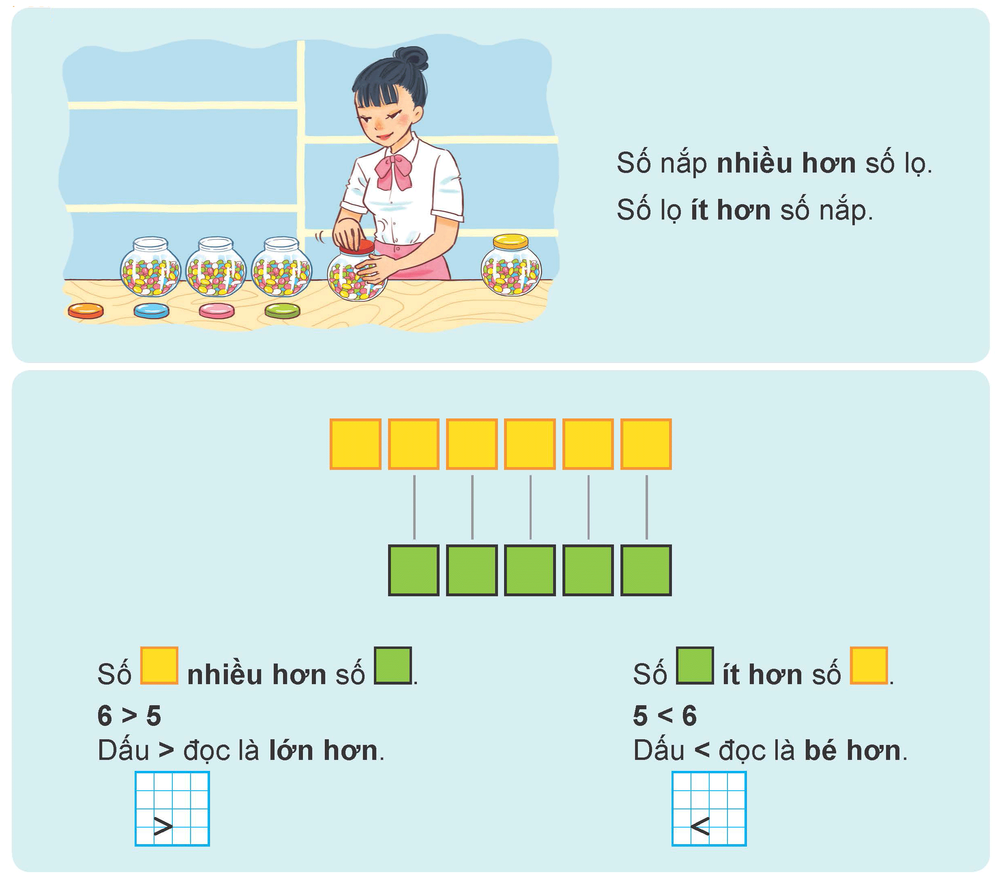 Số nắp nhiều hơn số lọ.
Số lọ ít hơn số nắp.
Số nhiều hơn số .
6 > 5
Dấu > đọc là lớn hơn.
>
Số ít hơn số .
5 < 6
Dấu < đọc là bé hơn.
<